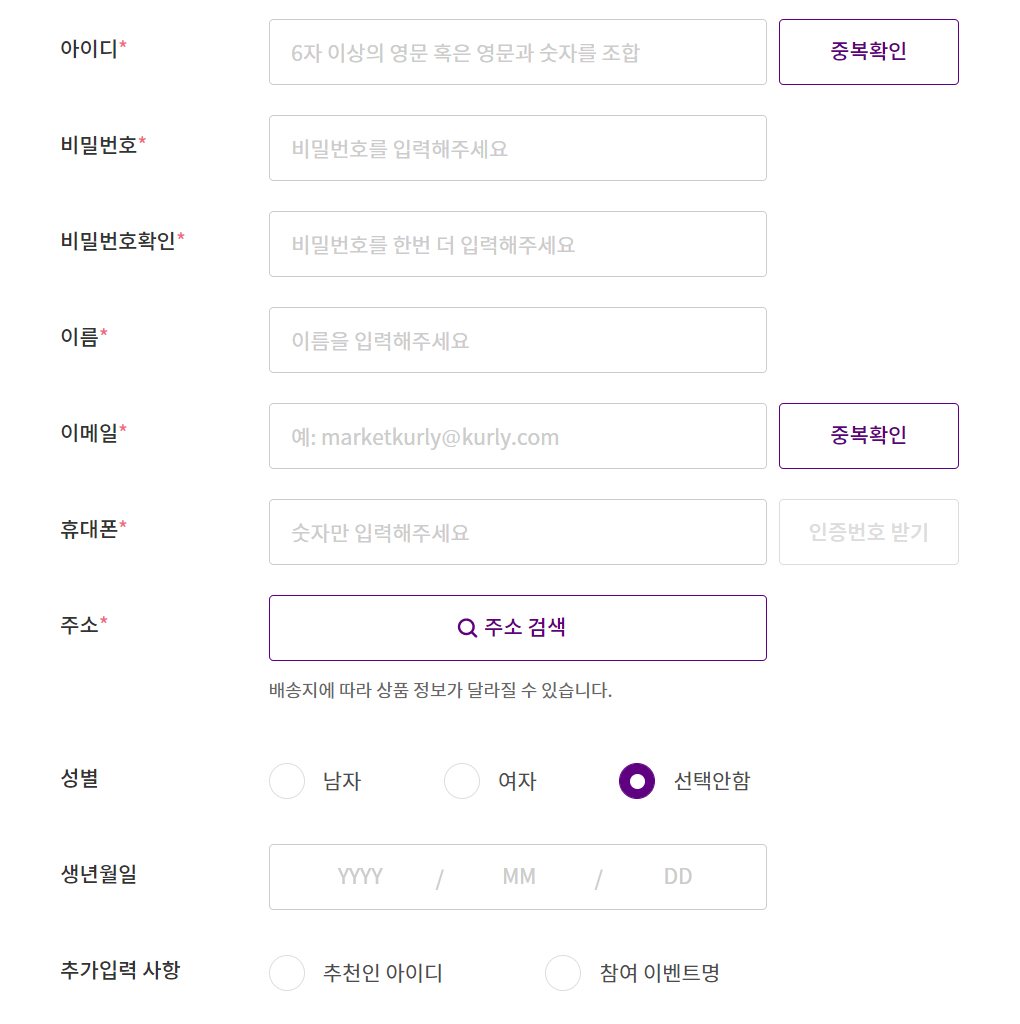 아이디*
6자 이상의 영문 혹은 영문과 숫자를 조합
중복확인
비밀번호*
비밀번호를 입력해주세요
비밀번호확인*
비밀번호를 한번 더 입력해주세요
이름*
이름을 입력해주세요
이메일*
예: marketkurly@kurly.com
중복확인
휴대폰*
숫자만 입력해주세요
인증번호 받기
주소*
주소 검색
배송지에 따라 상품 정보가 달라질 수 있습니다.
성별
남자 여자 선택안함
생년월일
YYYY / MM / DD
추가입력 사항
추천인 아이디 참여 이벤트명